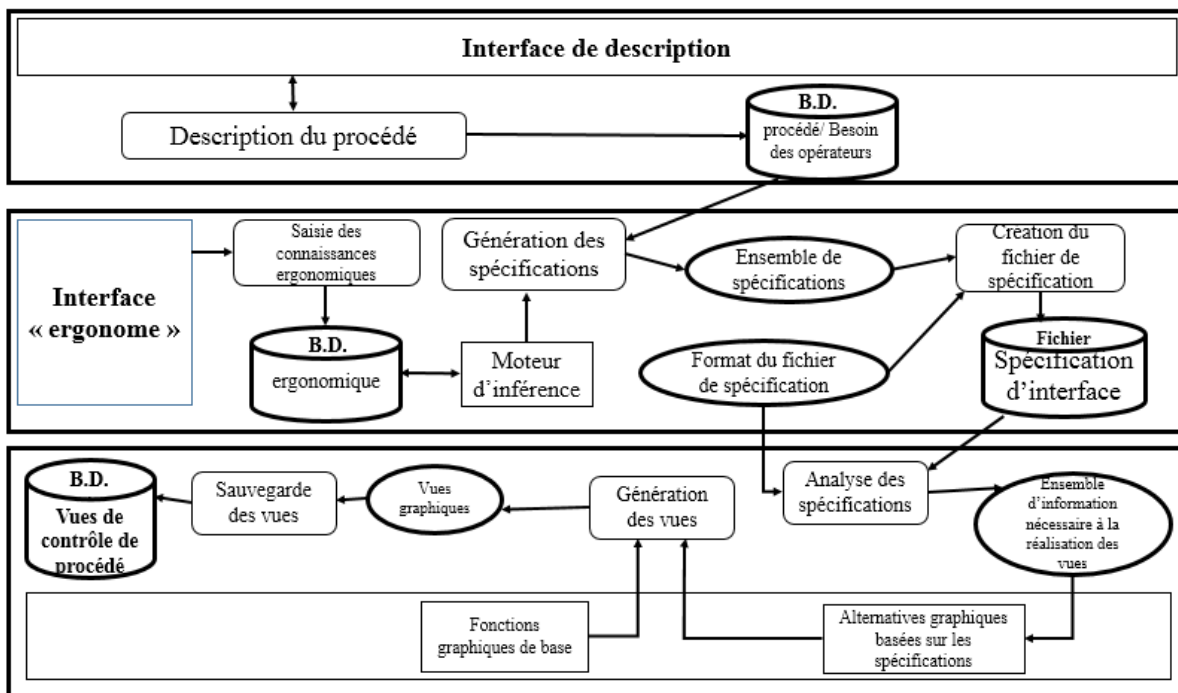 Interface de description
Description du procédé
B.D.
procédé/ Besoin
des opérateurs
Interface
« ergonome »
Saisie des
connaissances
ergonomiques
Génération des
spécifications
Ensemble de
spécifications
Création du
fichier de
spécification
B.D.
ergonomique
Moteur
d'inférence
Format du fichier
de spécification
Fichier
Spécification
d'interface
B.D.
Vues de
contrôle de
procédé
Sauvegarde
des vues
Vues
graphiques
Génération
des vues
Analyse des
spécifications
Ensemble
d'information
nécessaire à la
réalisation des
vues
Fonctions
graphiques de base
Alternatives graphiques
basées sur les
spécifications